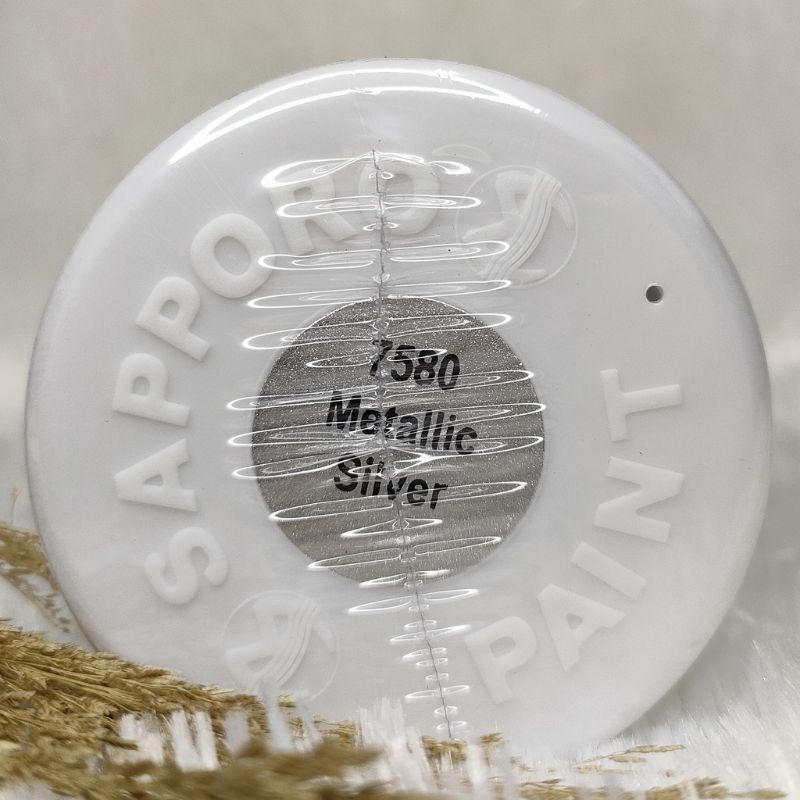 SAPPORO
PAINT
7580
Metallic
Silver